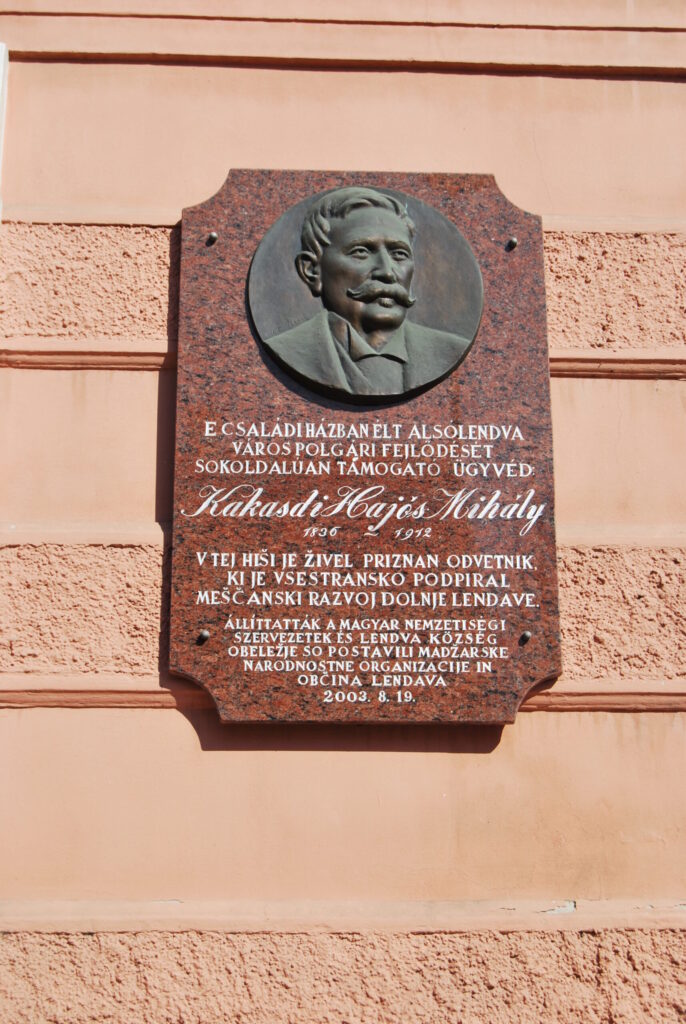 E CSALÁDI HÁZBAN ÉLT ALSÓLENDVA
VÁROS POLGÁRI FEJLŐDÉSÉT
SOKOLDALÚAN TÁMOGATÓ ÜGYVÉD:
Kakasdi Hajós Mihály
1836 – 1912
V TEJ HIŠI JE ŽIVEL PRIZNAN ODVETNIK,
KI JE VSESTRANSKO PODPIRAL
MEŠČANSKI RAZVOJ DOLNJE LENDAVE.
ÁLLÍTTATTÁK A MAGYAR NEMZETISÉGI
SZERVEZETEK ÉS LENDVA KÖZSÉG
OBELEŽJE SO POSTAVILI MADŽARSKE
NARODNOSTNE ORGANIZACIJE IN
OBČINA LENDAVA
2003. 8. 19.